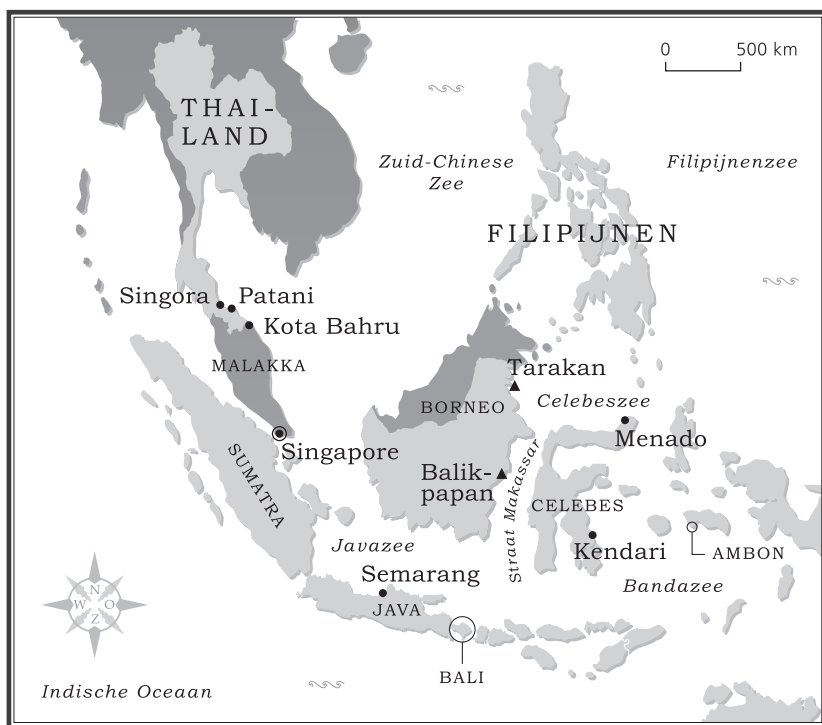 0 500 km
THAI-
LAND
Zuid-Chinese
Zee
Filipijnenzee
FILIPIJNEN
Singora
Patani
Kota Bahru
MALAKKA
Tarakan
BORNEO
Celebeszee
Menado
Singapore
SUMATRA
Balik-
papan
Straat Makassar
CELEBES
Javazee
Kendari
AMBON
Semarang
Bandazee
JAVA
N
W O
Z
BALI
Indische Oceaan